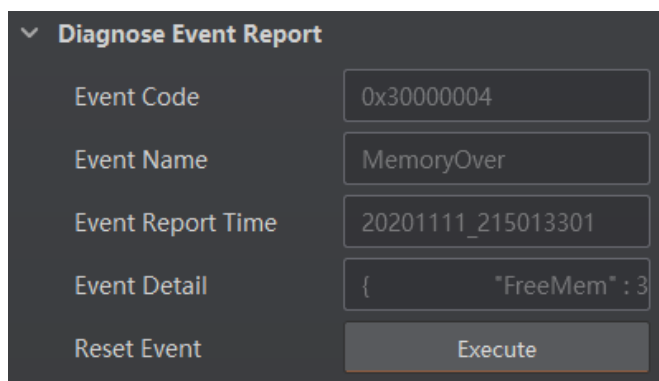 Diagnose Event Report
Event Code 0x30000004
Event Name MemoryOver
Event Report Time 20201111_215013301
Event Detail { "FreeMem" : 3
Reset Event Execute